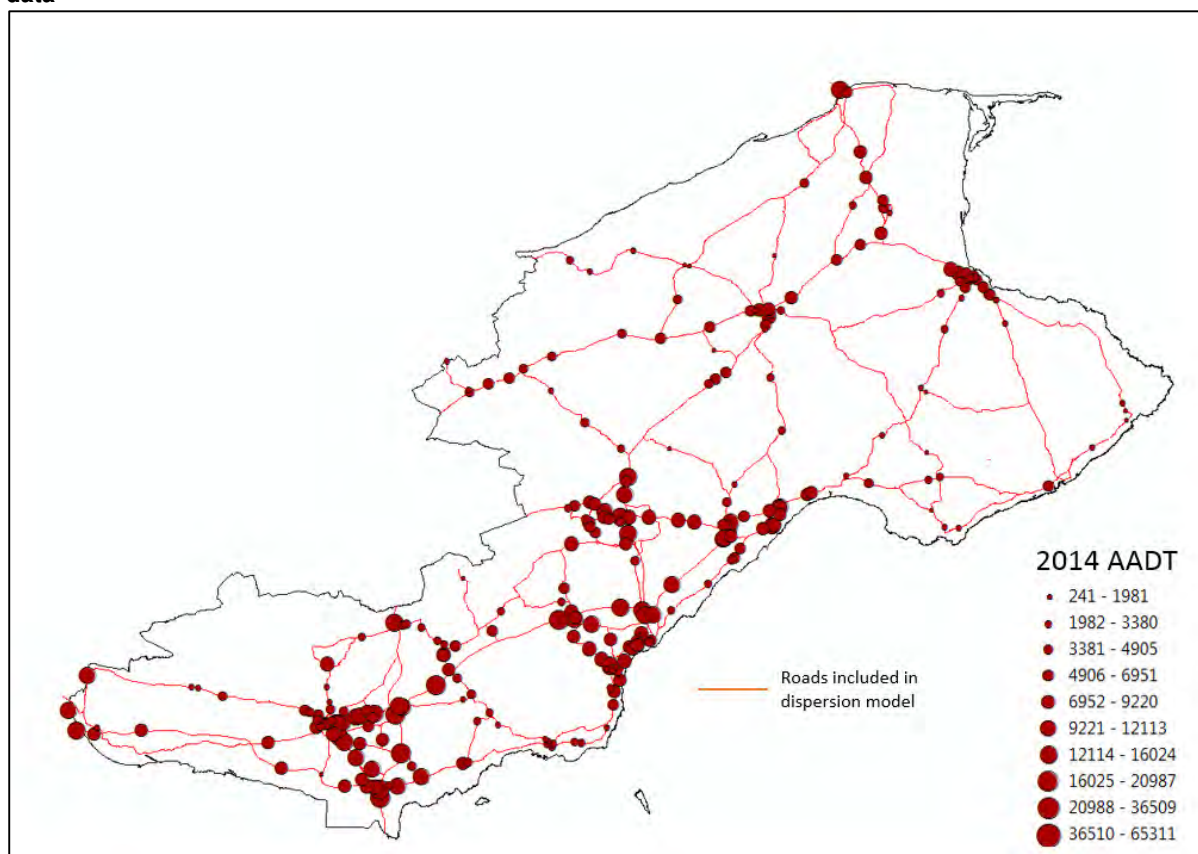 data
2014 AADT
241 - 1981
1982 - 3380
3381 - 4905
4906 - 6951
6952 - 9220
9221 - 12113
12114 - 16024
16025 - 20987
20988 - 36509
36510 - 65311
Roads included in
dispersion model